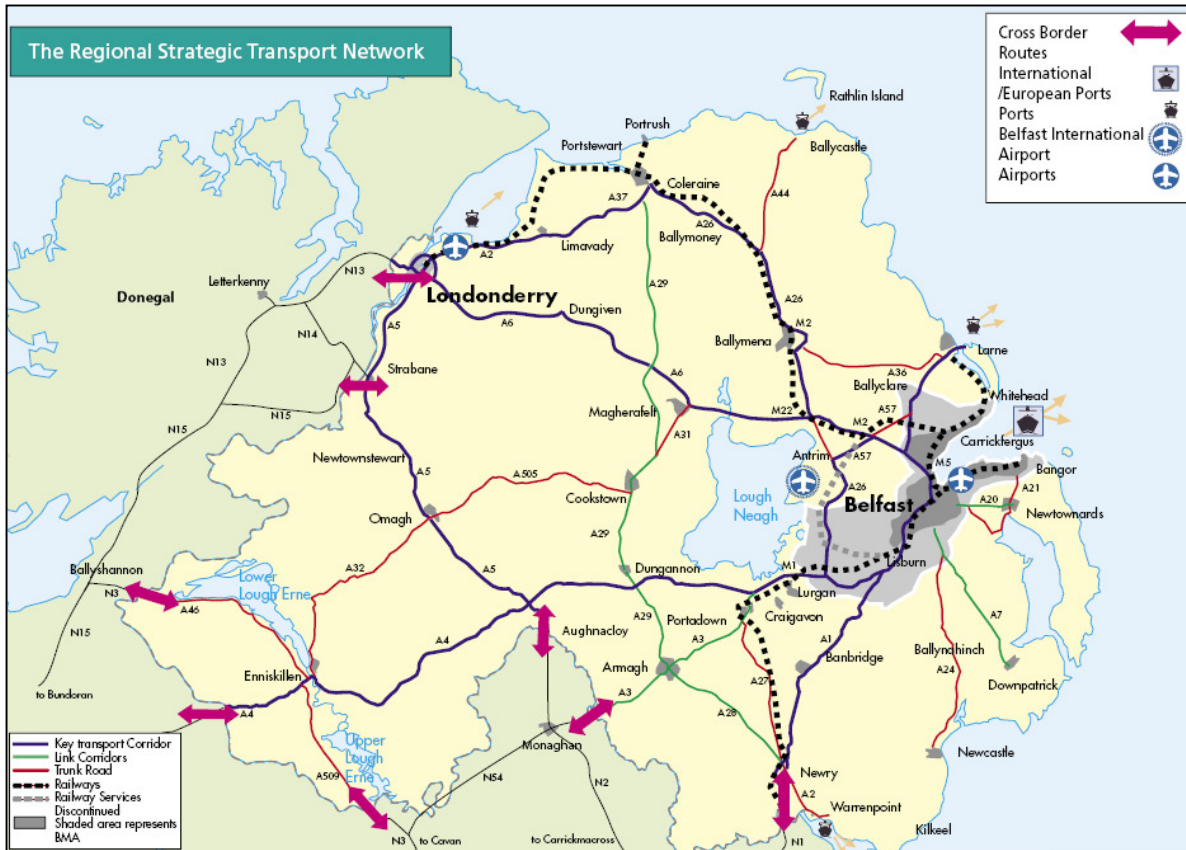 The Regional Strategic Transport Network
Cross Border
Routes
International
/European Ports
Ports
Belfast International
Airport
Airports
Rathlin Island
Portrush
Portstewart
Ballycastle
Coleraine
A44
A37
A26
Limavady
Ballymoney
A2
N13
Letterkenny
Donegal
Londonderry
A29
Dungiven
A26
A5
A6
M2
N14
Ballymena
Larne
N13
Strabane
A6
A36
Ballyclare
Whitehead
N15
Magherafelt
M22
A57
N15
M2
Carrickfergus
A31
Newtownstewart
Antrim
A57
M5
A5
A505
Bangor
Cookstown
A26
A21
Lough
Neagh
Belfast
A20
Newtownards
Omagh
A29
Ballyshannon
A32
Dungannon
M1
Lisburn
Lower
Lough Erne
A5
Lurgan
N3
A46
Craigavon
A7
Aughnacloy
A29
Portadown
N15
A4
A3
A1
Ballynahinch
Enniskillen
Armagh
Banbridge
A24
Downpatrick
to Bundoran
A27
A3
A4
A28
Monaghan
Newcastle
Upper
Lough
Erne
Newry
A509
N54
N2
A2
Warrenpoint
Kilkeel
N3
to Cavan
to Carrickmacross
N1
Key transport Corridor
Link Corridors
Trunk Road
Railways
Railway Services
Discontinued
Shaded area represents
BMA